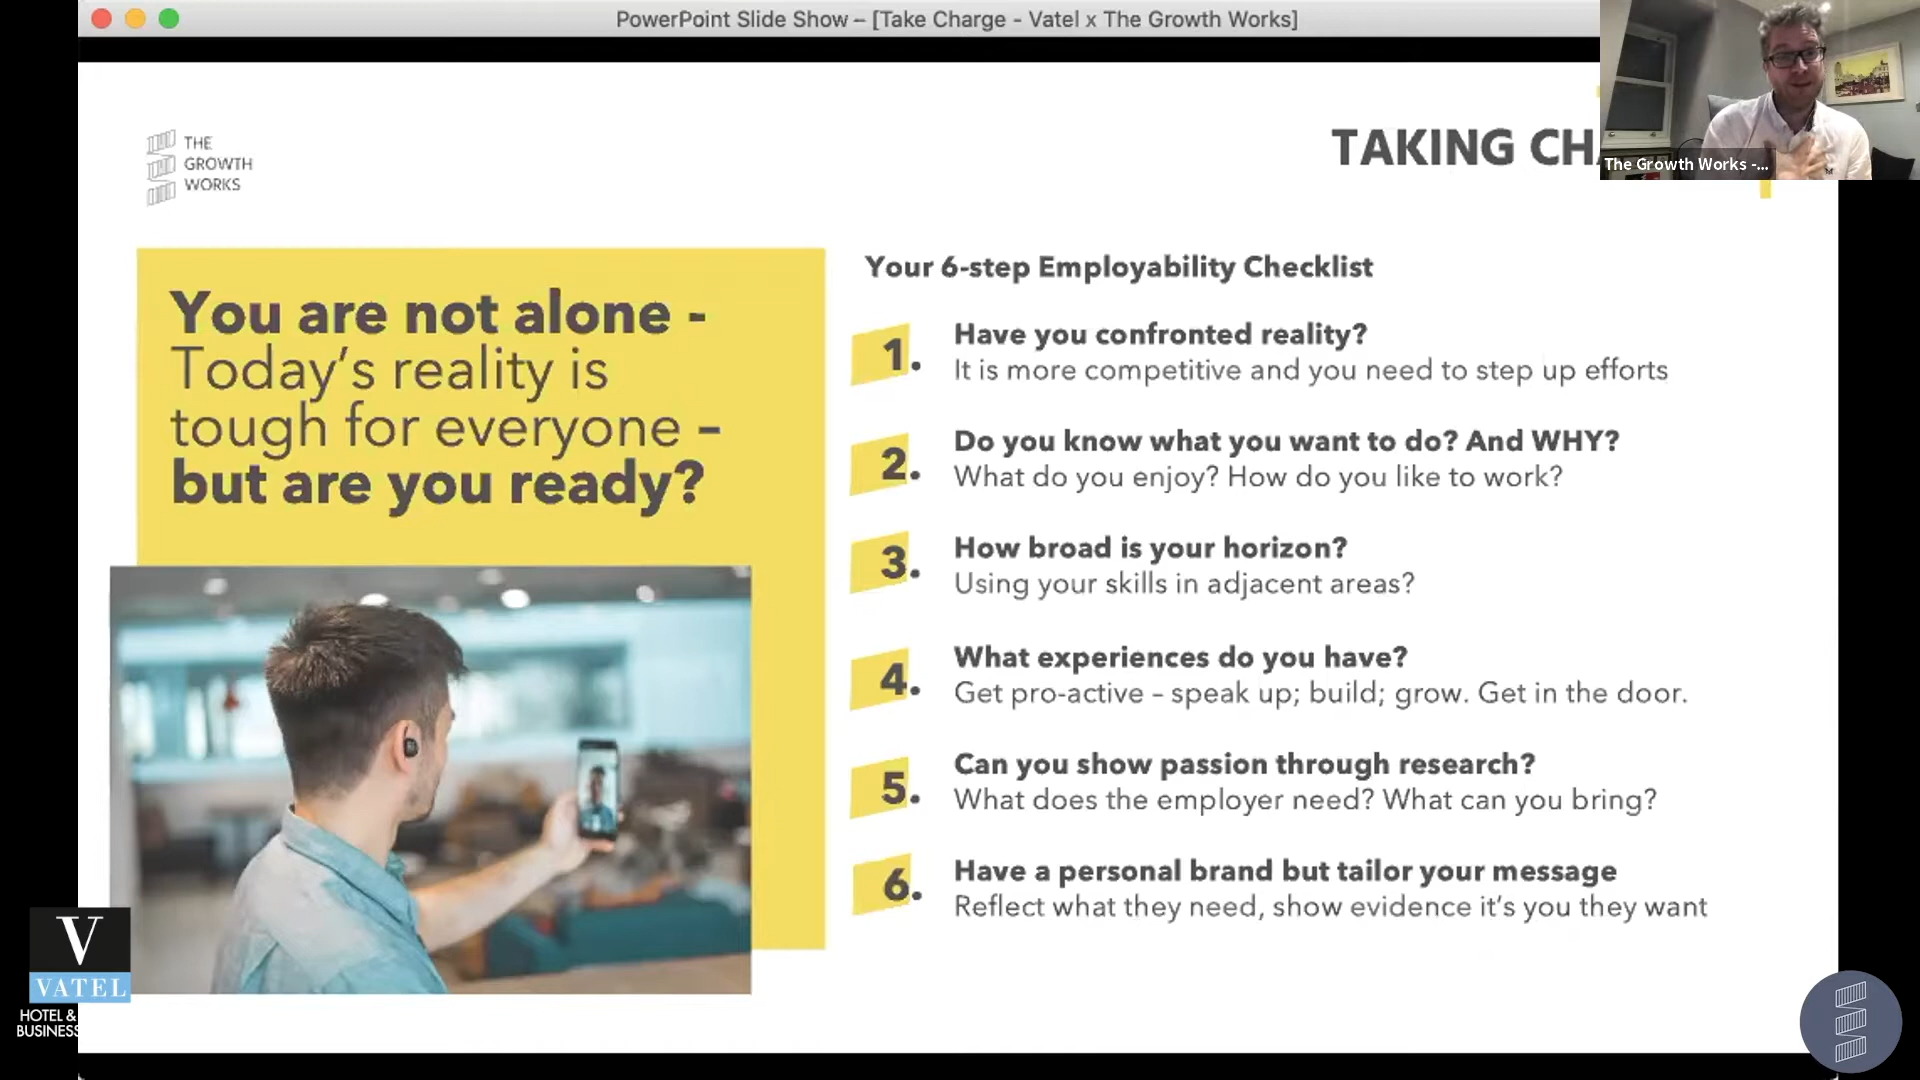 PowerPoint Slide Show – [Take Charge - Vatel x The Growth Works]
The Growth Works -...
THE
GROWTH
WORKS
TAKING CH
You are not alone -
Today's reality is
tough for everyone –
but are you ready?
Your 6-step Employability Checklist
1. Have you confronted reality?
It is more competitive and you need to step up efforts
2. Do you know what you want to do? And WHY?
What do you enjoy? How do you like to work?
3. How broad is your horizon?
Using your skills in adjacent areas?
4. What experiences do you have?
Get pro-active – speak up; build; grow. Get in the door.
5. Can you show passion through research?
What does the employer need? What can you bring?
6. Have a personal brand but tailor your message
Reflect what they need, show evidence it's you they want
V
VATEL
HOTEL &
BUSINESS